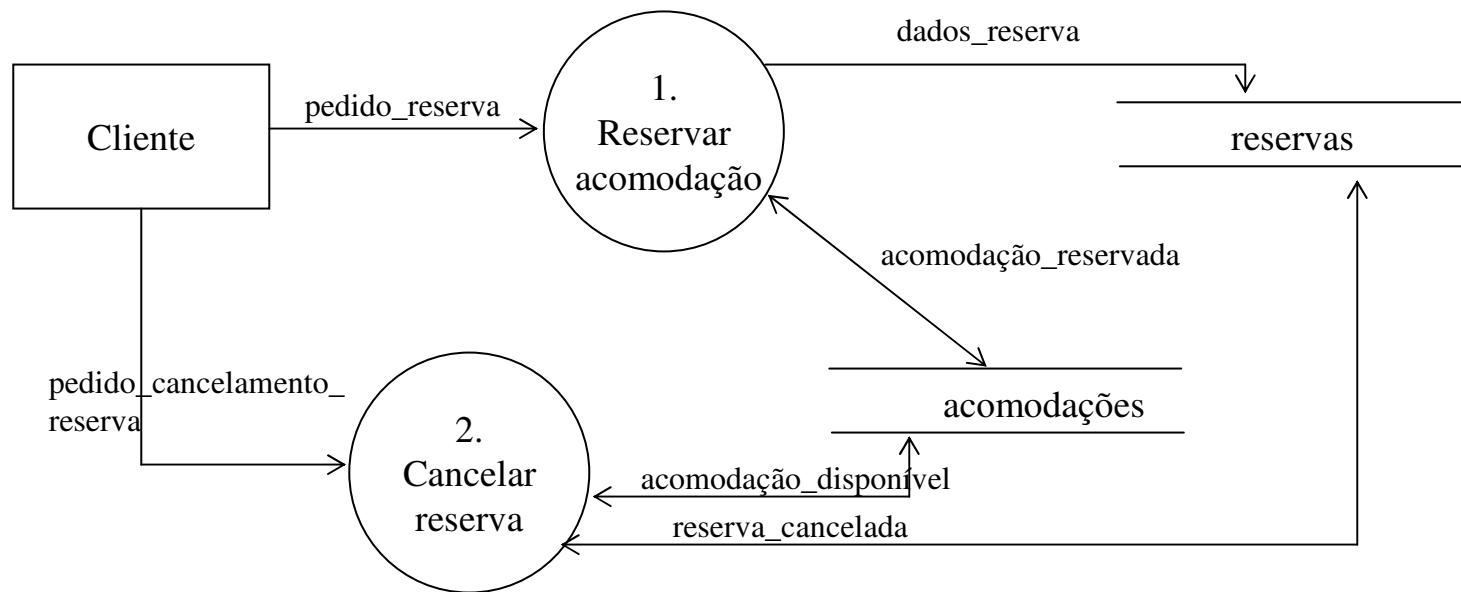 dados_reserva
pedido_reserva
Cliente
1.
Reservar
acomodação
reservas
acomodação_reservada
pedido_cancelamento_
reserva
acomodações
2.
Cancelar
reserva
acomodação_disponível
reserva_cancelada